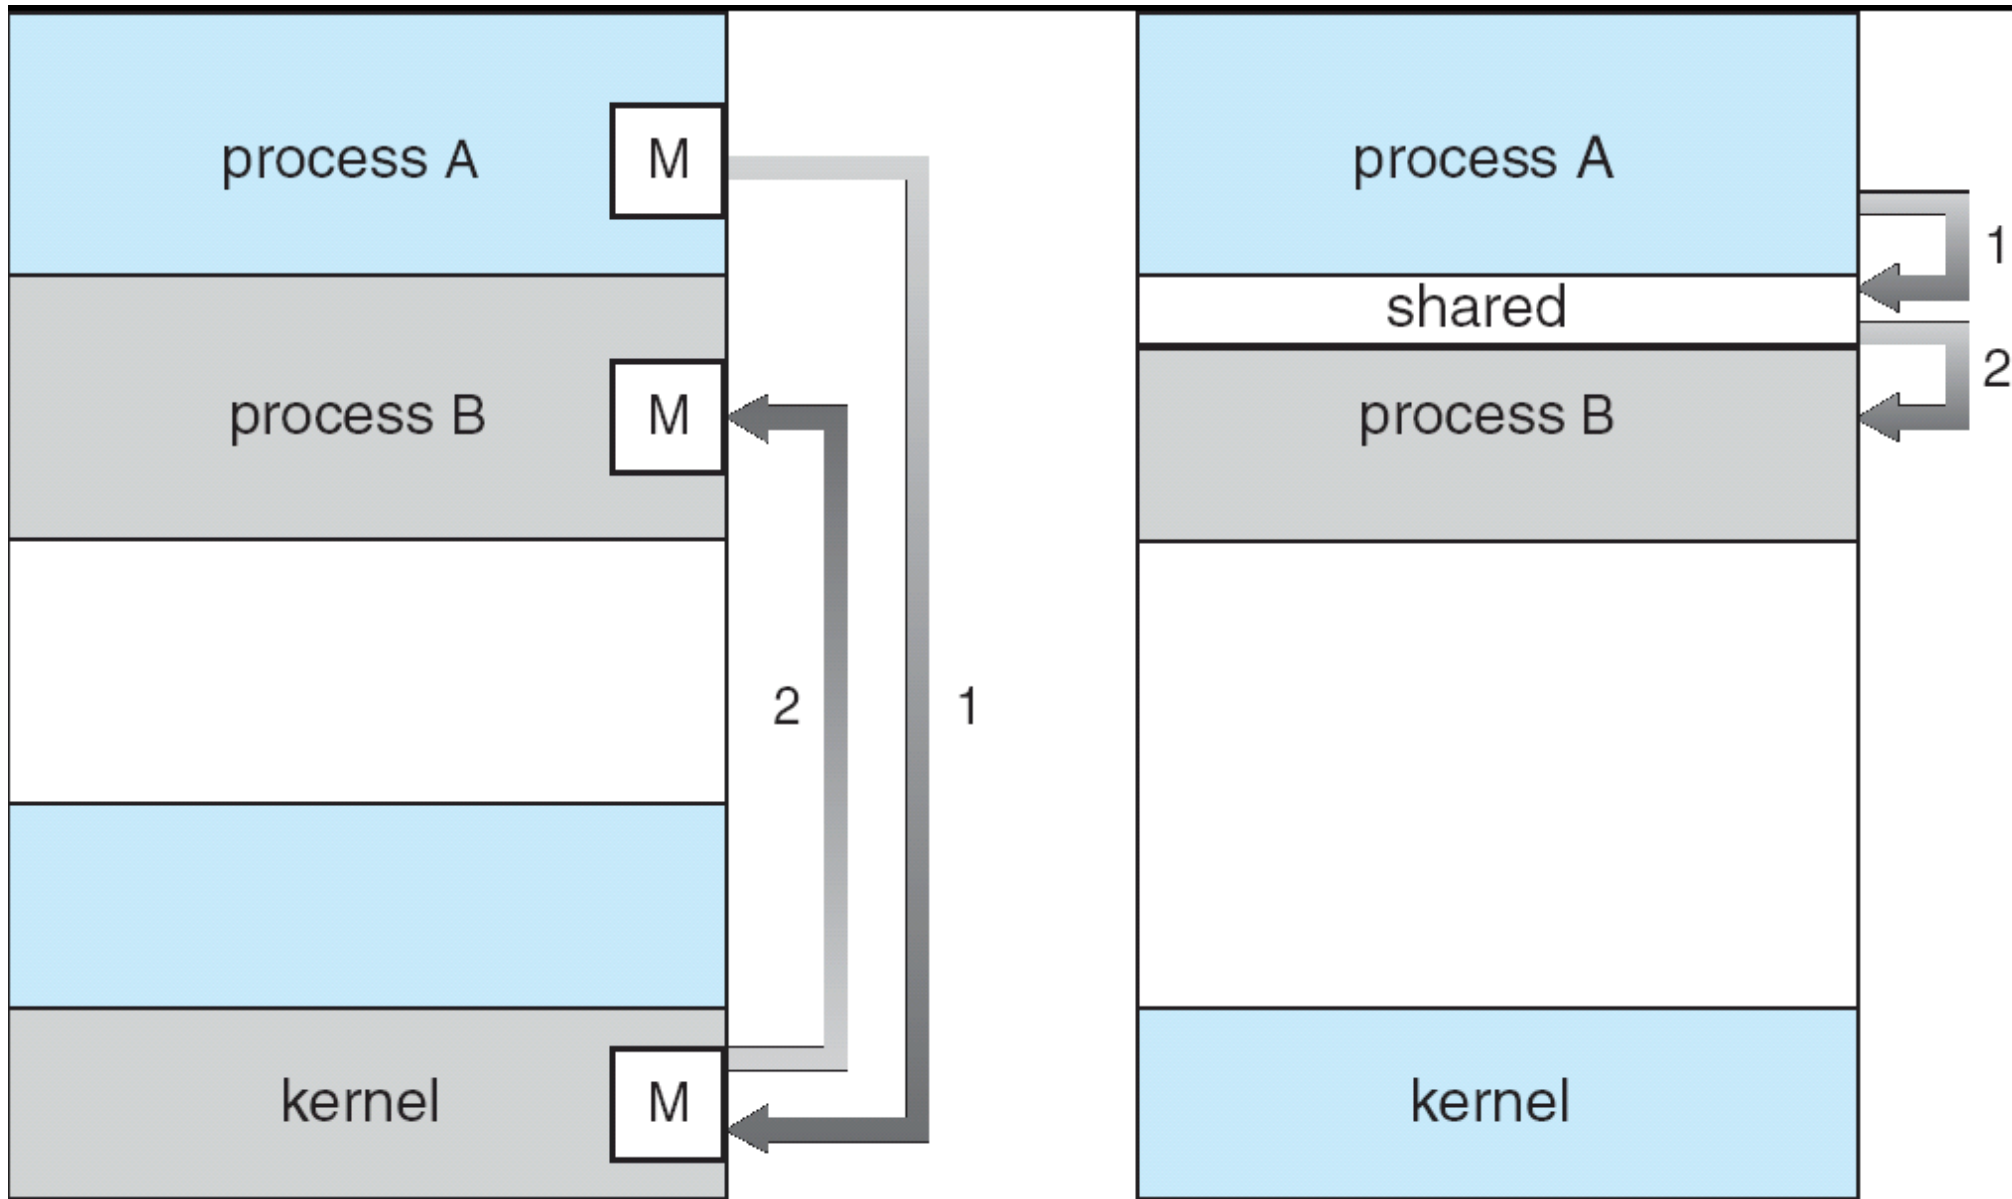 process A
M
process B
M
2
1
kernel
M
process A
1
shared
2
process B
kernel